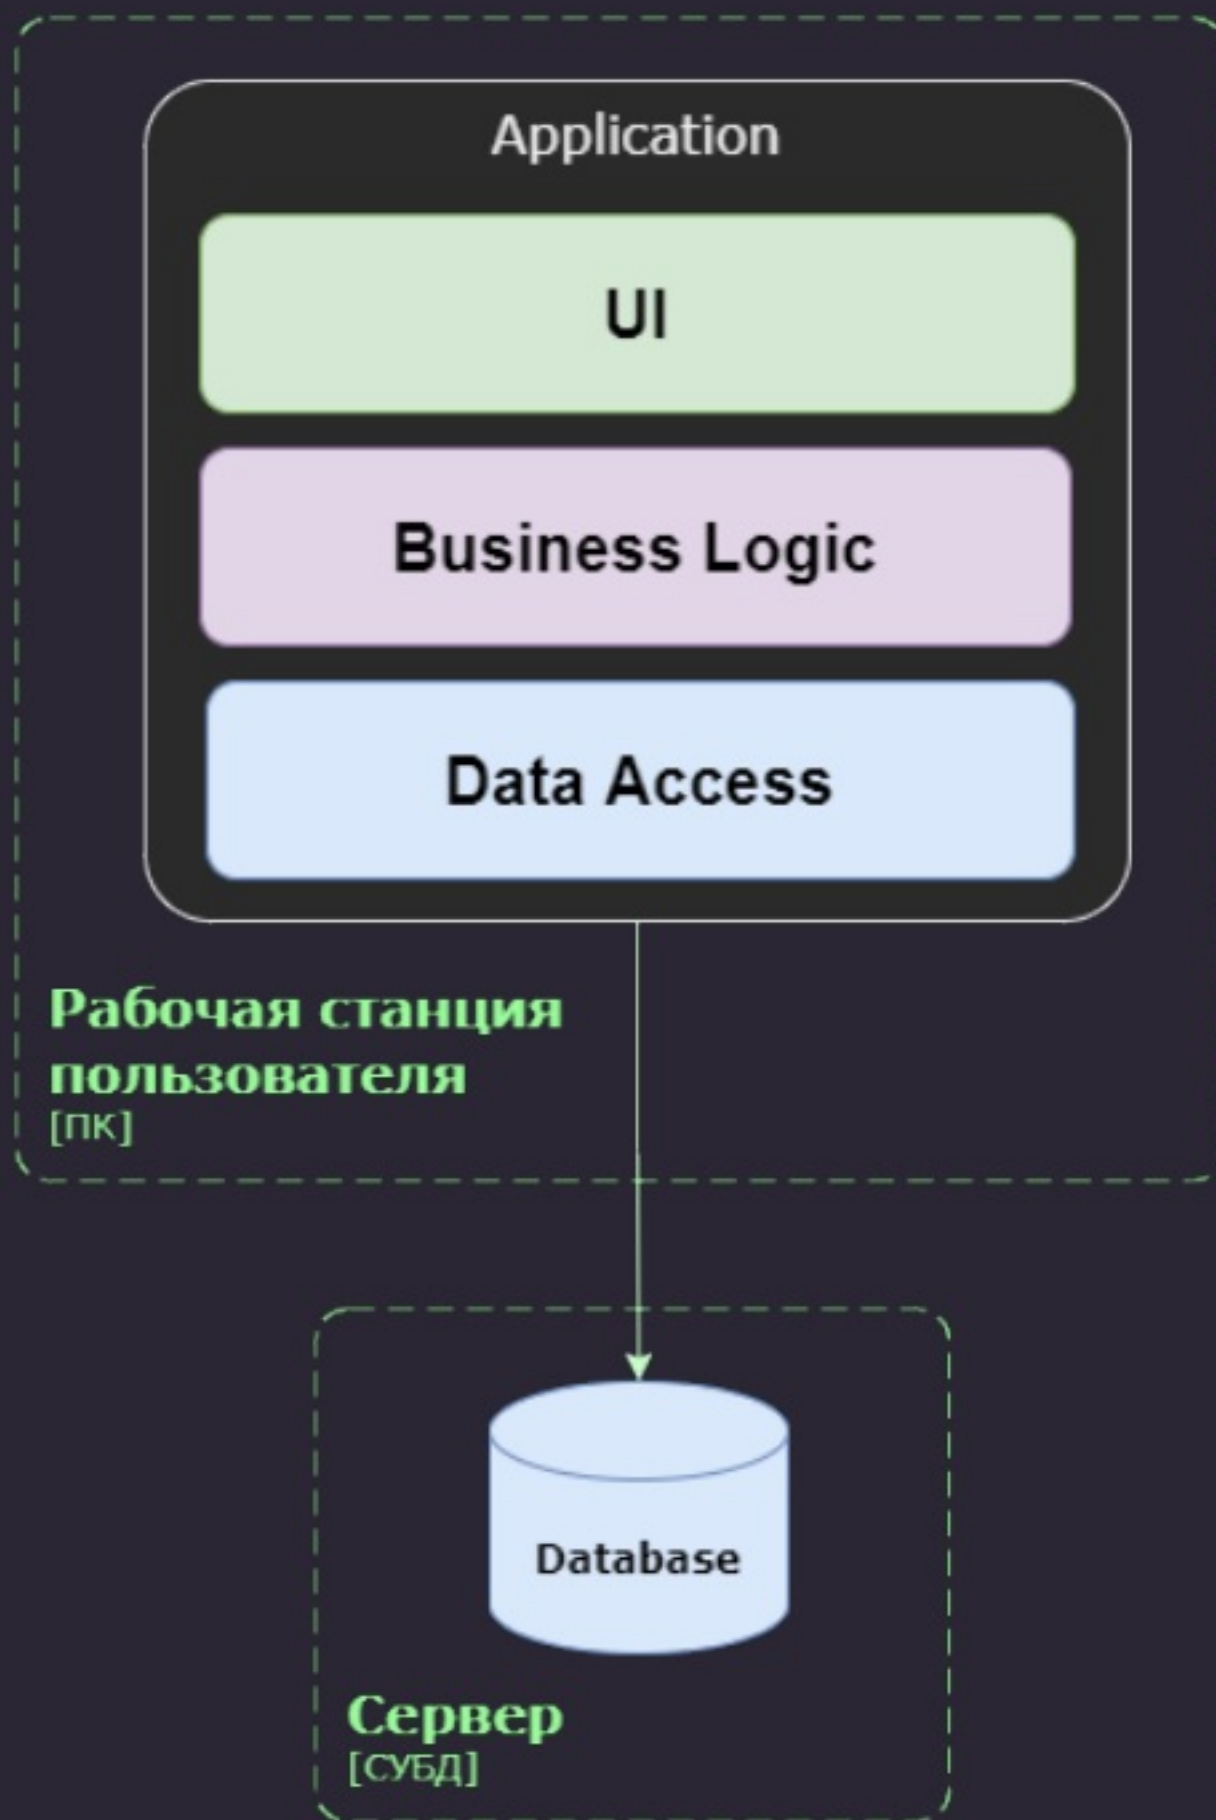 Application
UI
Business Logic
Data Access
Рабочая станция
пользователя
[ПК]
Database
Сервер
[СУБД]